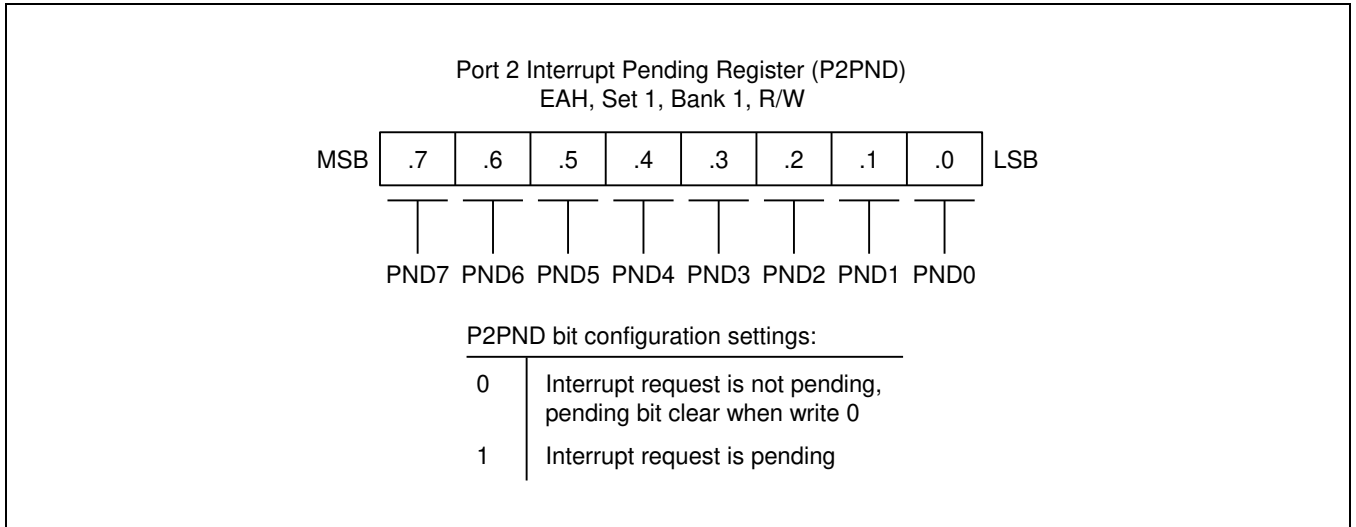 Port 2 Interrupt Pending Register (P2PND)
EAH, Set 1, Bank 1, R/W
MSB .7 .6 .5 .4 .3 .2 .1 .0 LSB
PND7 PND6 PND5 PND4 PND3 PND2 PND1 PND0
P2PND bit configuration settings:
0 Interrupt request is not pending,
pending bit clear when write 0
1 Interrupt request is pending